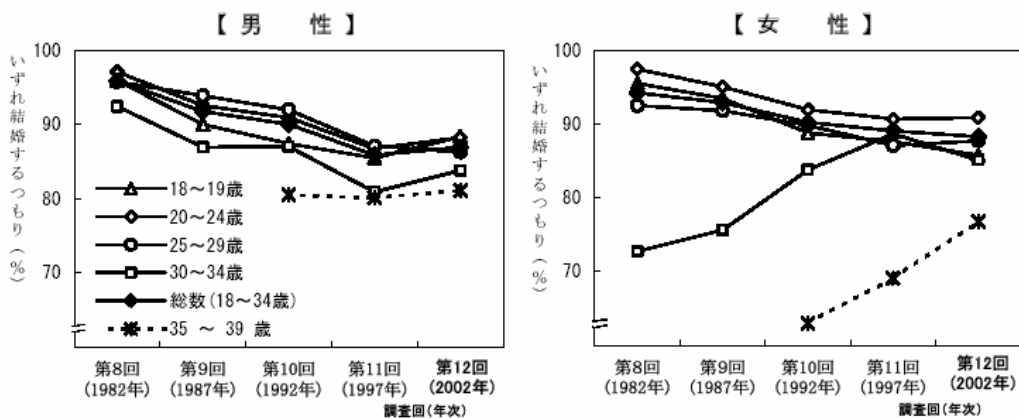 【 男 性 】
いずれ結婚するつもり(%)
100
90
80
70
18～19歳
20～24歳
25～29歳
30～34歳
総数(18～34歳)
35 ～ 39 歳
第8回 第9回 第10回 第11回 第12回
(1982年) (1987年) (1992年) (1997年) (2002年)
調査回(年次)
【 女 性 】
いずれ結婚するつもり(%)
100
90
80
70
第8回 第9回 第10回 第11回 第12回
(1982年) (1987年) (1992年) (1997年) (2002年)
調査回(年次)